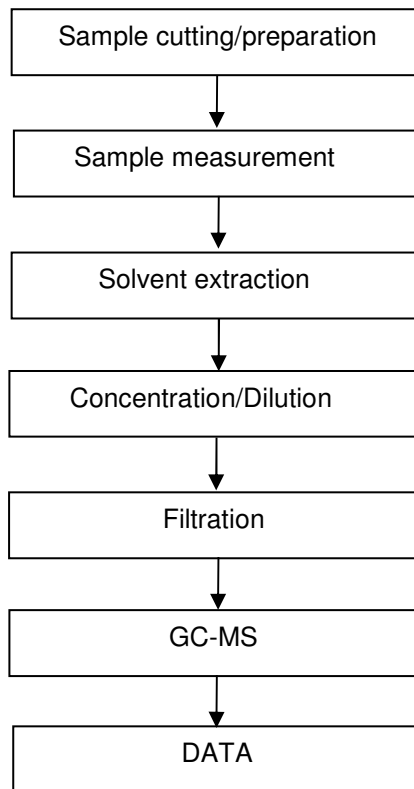 Sample cutting/preparation
Sample measurement
Solvent extraction
Concentration/Dilution
Filtration
GC-MS
DATA